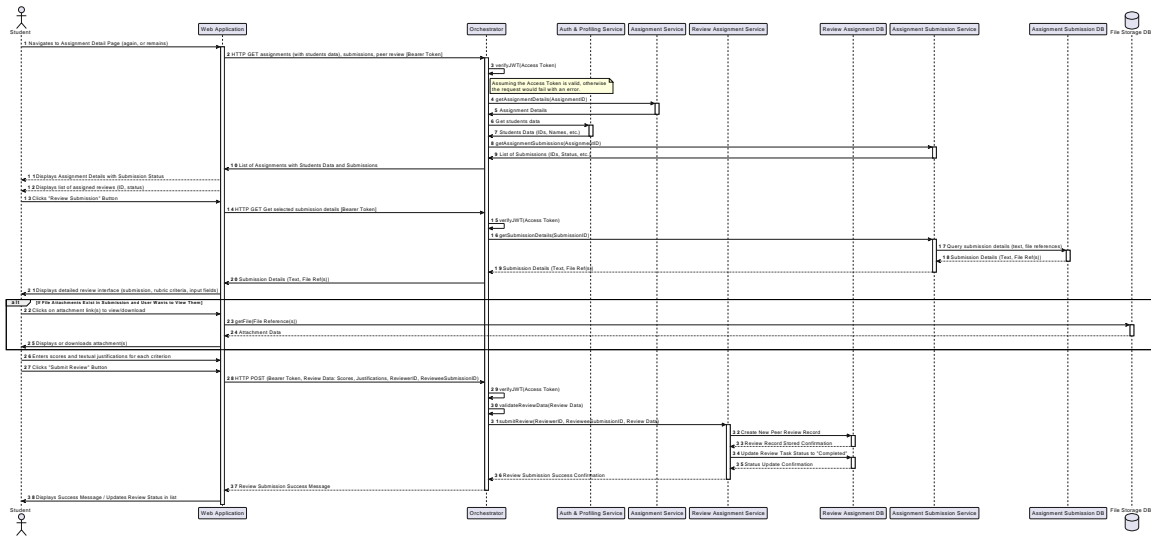 Student
Web Application
Orchestrator
Auth & Profiling Service
Assignment Service
Review Assignment Service
Review Assignment DB
Assignment Submission Service
Assignment Submission DB
File Storage DB
1 Navigates to Assignment Detail Page (again, or remains)
2 HTTP GET assignments (with students data), submissions, peer review [Bearer Token]
3 verifyJWT(Access Token)
Assuming the Access Token is valid, otherwise
the request would fail with an error.
4 getAssignmentDetails(AssignmentID)
5 Assignment Details
6 Get students data
7 Students Data (IDs, Names, etc.)
8 getAssignmentSubmissions(AssignmentID)
9 List of Submissions (IDs, Status, etc.)
10 List of Assignments with Students Data and Submissions
11 Displays Assignment Details with Submission Status
12 Displays list of assigned reviews (ID, status)
13 Clicks "Review Submission" Button
14 HTTP GET Get selected submission details [Bearer Token]
15 verifyJWT(Access Token)
16 getSubmissionDetails(SubmissionID)
17 Query submission details (text, file references)
18 Submission Details (Text, File Ref(s))
19 Submission Details (Text, File Ref(s))
20 Submission Details (Text, File Ref(s))
21 Displays detailed review interface (submission, rubric criteria, input fields)
alt [If File Attachments Exist in Submission and User Wants to View Them]
22 Clicks on attachment link(s) to view/download
23 getFile(File Reference(s))
24 Attachment Data
25 Displays or downloads attachment(s)
26 Enters scores and textual justifications for each criterion
27 Clicks "Submit Review" Button
28 HTTP POST (Bearer Token, Review Data: Scores, Justifications, ReviewerID, RevieweeSubmissionID)
29 verifyJWT(Access Token)
30 validateReviewData(Review Data)
31 submitReview(ReviewerID, RevieweeSubmissionID, Review Data)
32 Create New Peer Review Record
33 Review Record Stored Confirmation
34 Update Review Task Status to "Completed"
35 Status Update Confirmation
36 Review Submission Success Confirmation
37 Review Submission Success Message
38 Displays Success Message / Updates Review Status in list
Student
Web Application
Orchestrator
Auth & Profiling Service
Assignment Service
Review Assignment Service
Review Assignment DB
Assignment Submission Service
Assignment Submission DB
File Storage DB